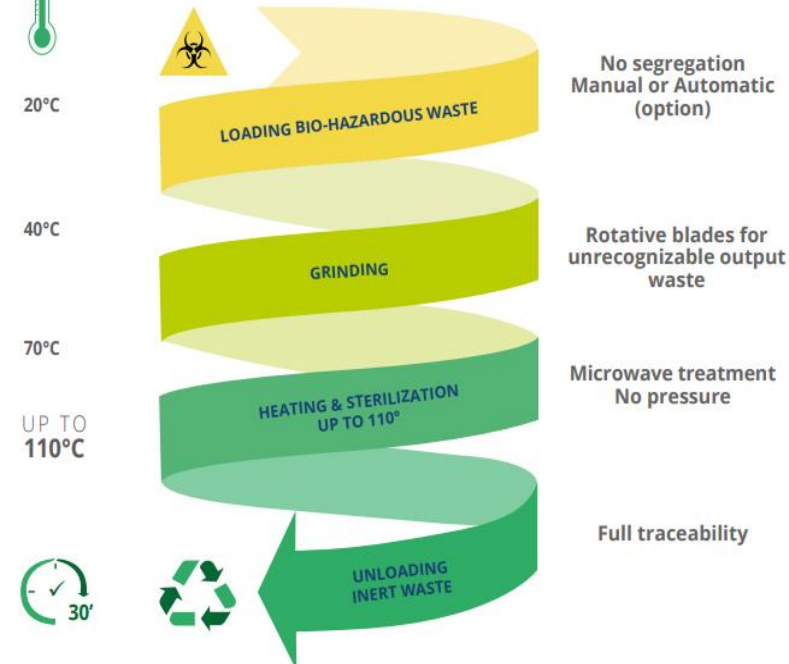 No segregation
Manual or Automatic
(option)
20°C
LOADING BIO-HAZARDOUS WASTE
40°C
Rotative blades for
unrecognizable output
waste
GRINDING
70°C
Microwave treatment
No pressure
HEATING & STERILIZATION
UP TO 110°
UP TO
110°C
Full traceability
UNLOADING
INERT WASTE
30’